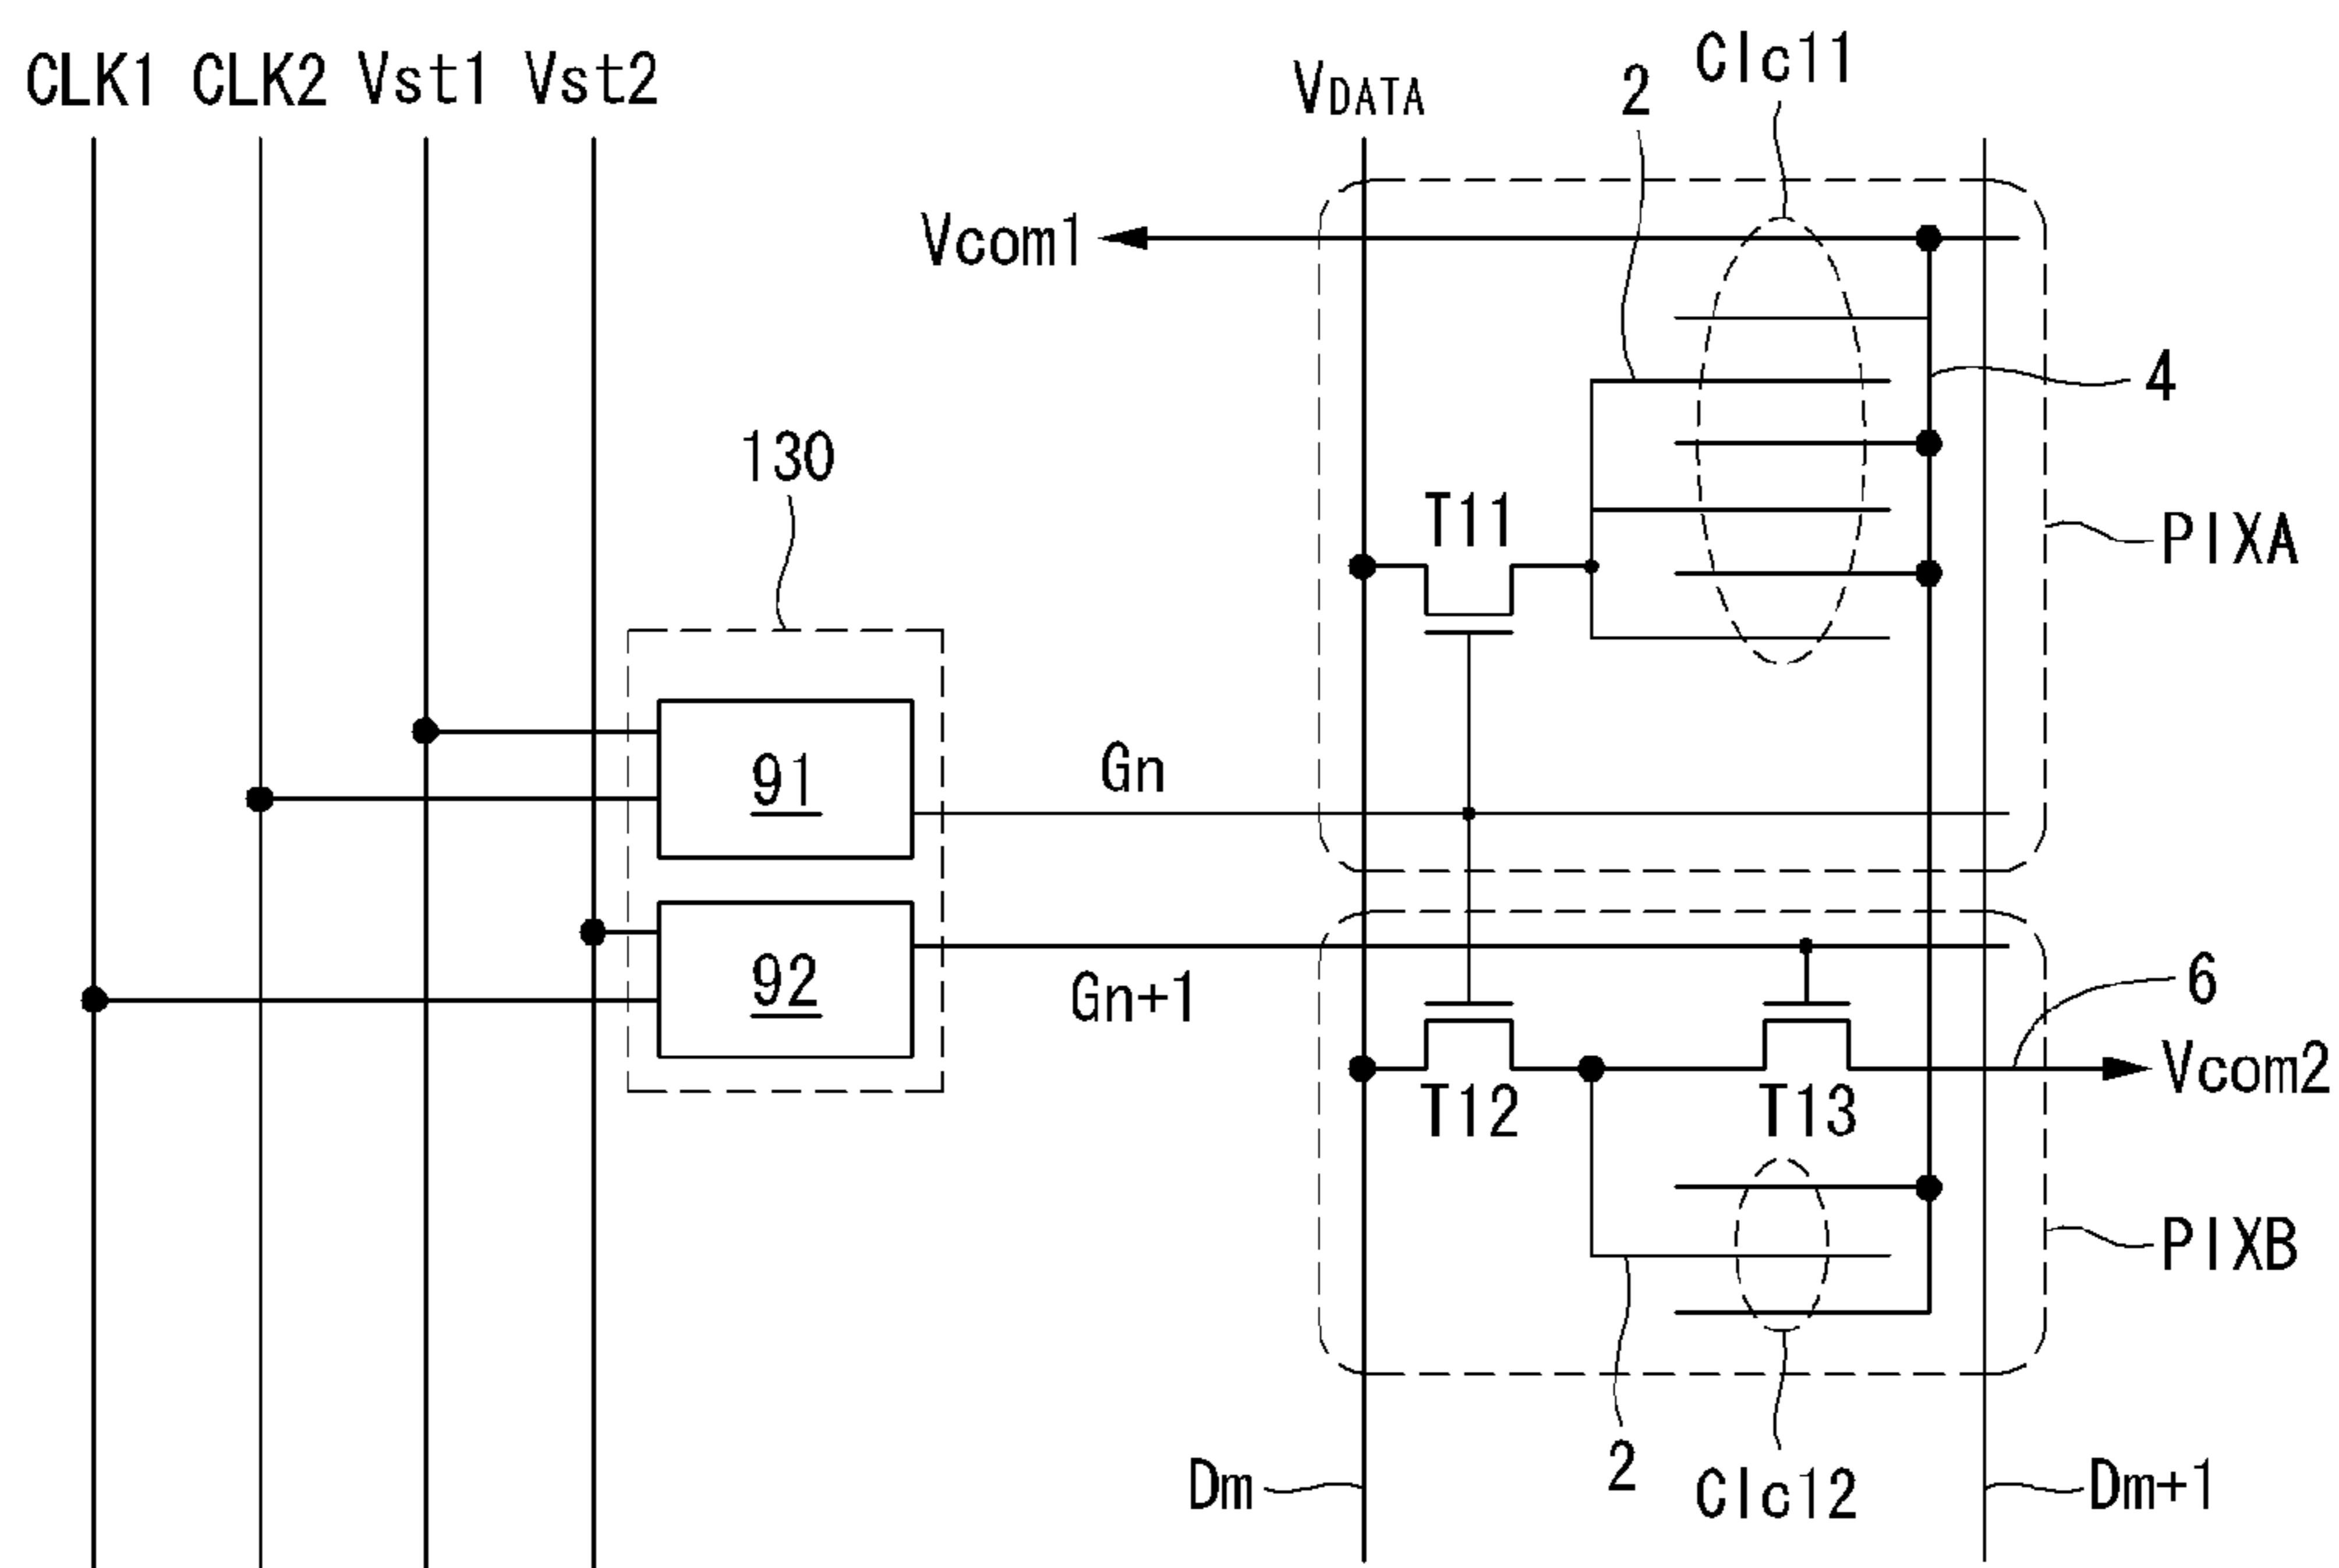 CLK1 CLK2 Vst1 Vst2
VDATA
2
Clc11
Vcom1
4
130
T11
PIXA
91
Gn
92
Gn+1
6
Vcom2
T12
T13
PIXB
Dm
2
Clc12
Dm+1